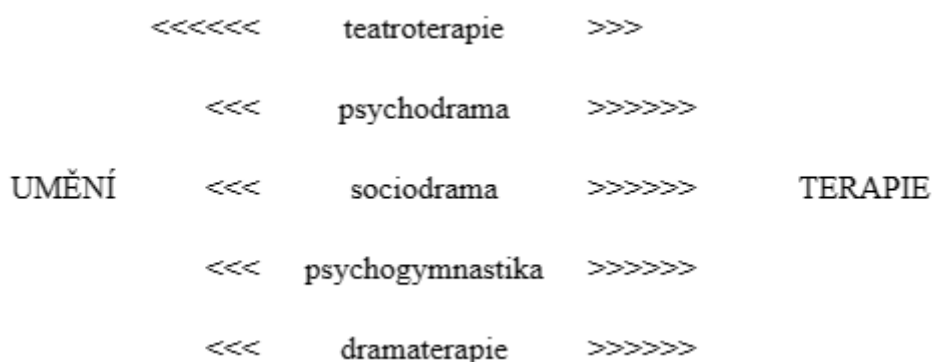 <<<<<< teatroterapie >>>
<<< psychodrama >>>>>>
UMĚNÍ <<< sociodrama >>>>>> TERAPIE
<<< psychogymnastika >>>>>>
<<< dramaterapie >>>>>>